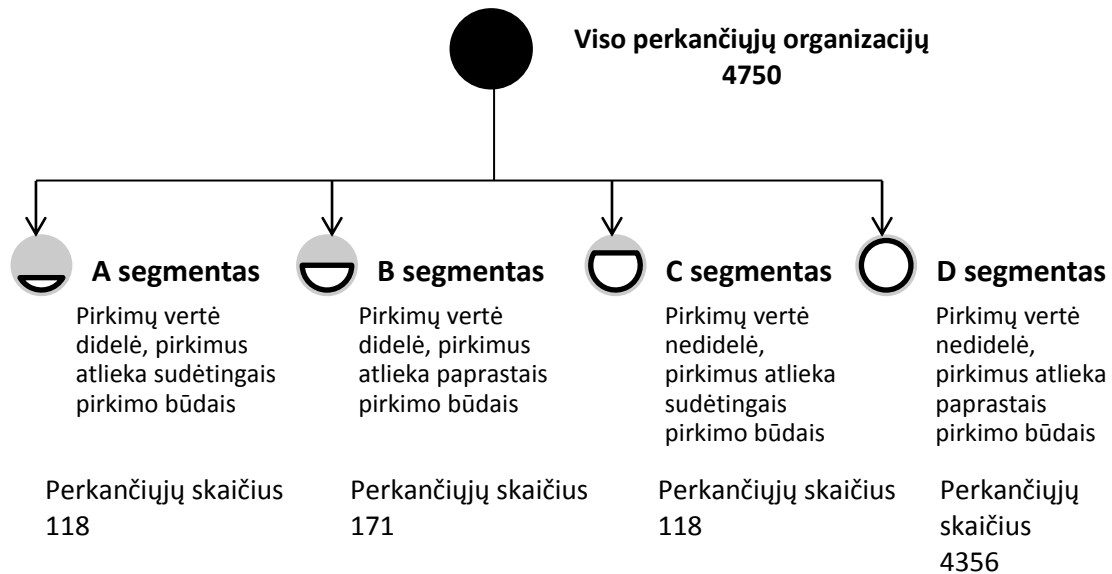 Viso perkančiųjų organizacijų
4750
A segmentas
Pirkimų vertė
didelė, pirkimus
atlieka sudėtingais
pirkimo būdais
Perkančiųjų skaičius
118
B segmentas
Pirkimų vertė
didelė, pirkimus
atlieka paprastais
pirkimo būdais
Perkančiųjų skaičius
171
C segmentas
Pirkimų vertė
nedidelė,
pirkimus atlieka
sudėtingais
pirkimo būdais
Perkančiųjų skaičius
118
D segmentas
Pirkimų vertė
nedidelė,
pirkimus atlieka
paprastais
pirkimo būdais
Perkančiųjų
skaičius
4356